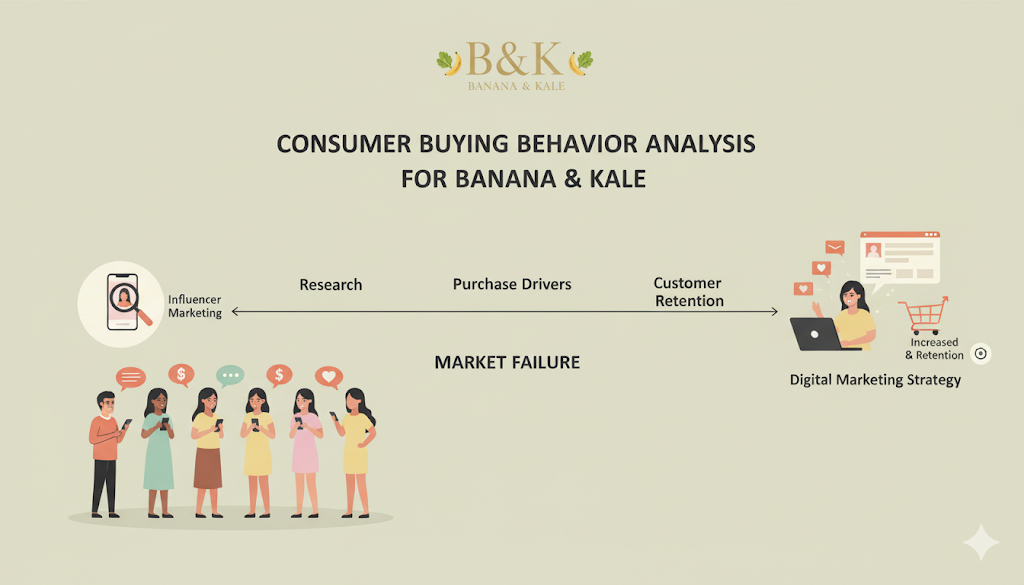 B&K
BANANA & KALE
CONSUMER BUYING BEHAVIOR ANALYSIS
FOR BANANA & KALE
Influencer
Marketing
Research
Purchase Drivers
Customer
Retention
MARKET FAILURE
$
$
Increased
& Retention
Digital Marketing Strategy